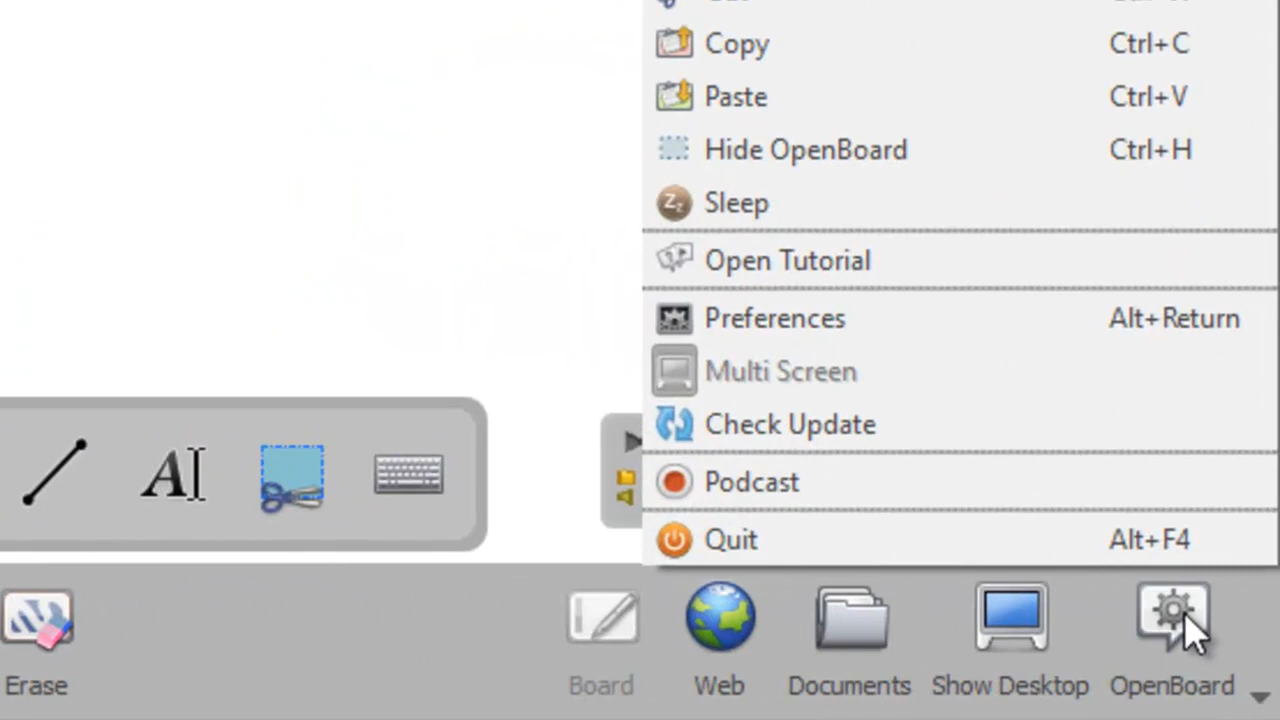 Copy Ctrl+C
Paste Ctrl+V
Hide OpenBoard Ctrl+H
Sleep
Open Tutorial
Preferences Alt+Return
Multi Screen
Check Update
Podcast
Quit Alt+F4
Erase Board Web Documents Show Desktop OpenBoard